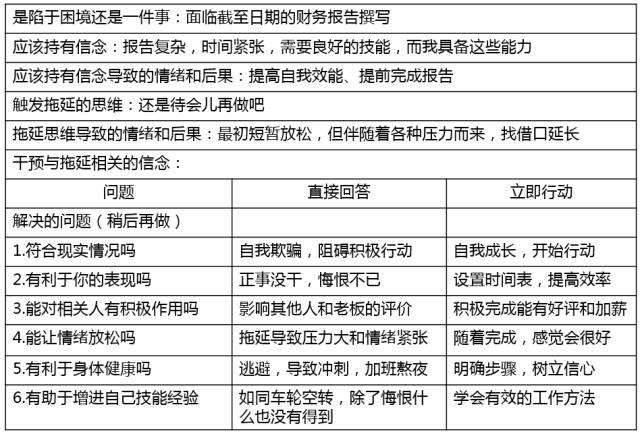 是陷于困境还是一件事：面临截至日期的财务报告撰写
应该持有信念：报告复杂，时间紧张，需要良好的技能，而我具备这些能力
应该持有信念导致的情绪和后果：提高自我效能、提前完成报告
触发拖延的思维：还是待会儿再做吧
拖延思维导致的情绪和后果：最初短暂放松，但伴随着各种压力而来，找借口延长
干预与拖延相关的信念：
问题 直接回答 立即行动
解决的问题（稍后再做）
1.符合现实情况吗 自我欺骗，阻碍积极行动 自我成长，开始行动
2.有利于你的表现吗 正事没干，悔恨不已 设置时间表，提高效率
3.能对相关人有积极作用吗 影响其他人和老板的评价 积极完成能有好评和加薪
4.能让情绪放松吗 拖延导致压力大和情绪紧张 随着完成，感觉会很好
5.有利于身体健康吗 逃避，导致冲刺，加班熬夜 明确步骤，树立信心
6.有助于增进自己技能经验 如同车轮空转，除了悔恨什 学会有效的工作方法
么也没有得到